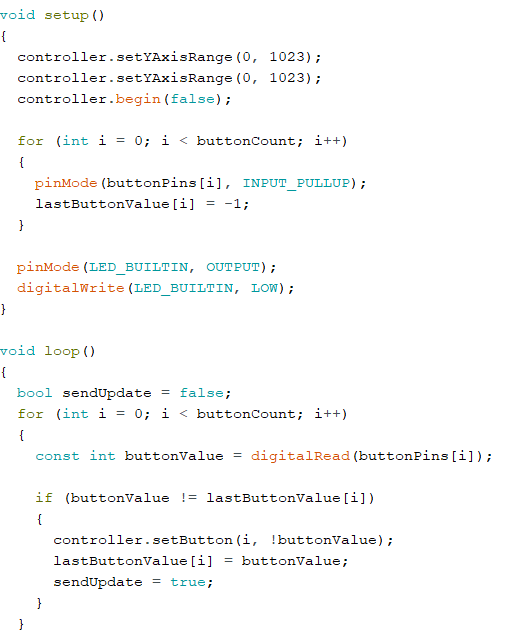 void setup()
{
  controller.setYAxisRange(0, 1023);
  controller.setYAxisRange(0, 1023);
  controller.begin(false);

  for (int i = 0; i < buttonCount; i++)
  {
    pinMode(buttonPins[i], INPUT_PULLUP);
    lastButtonValue[i] = -1;
  }

  pinMode(LED_BUILTIN, OUTPUT);
  digitalWrite(LED_BUILTIN, LOW);
}

void loop()
{
  bool sendUpdate = false;
  for (int i = 0; i < buttonCount; i++)
  {
    const int buttonValue = digitalRead(buttonPins[i]);

    if (buttonValue != lastButtonValue[i])
    {
      controller.setButton(i, !buttonValue);
      lastButtonValue[i] = buttonValue;
      sendUpdate = true;
    }
  }